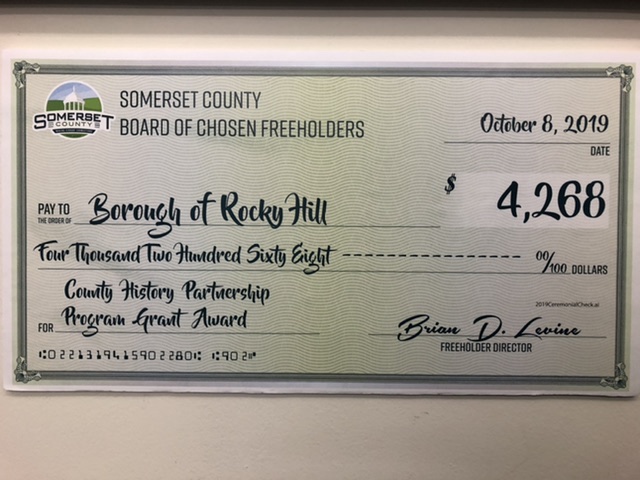 SOMERSET
COUNTY
SOMERSET COUNTY
BOARD OF CHOSEN FREEHOLDERS
October 8, 2019
DATE
PAY TO
THE ORDER OF
Borough of Rocky Hill
$ 4,268
Four Thousand Two Hundred Sixty Eight ------------------ 00/100 DOLLARS
County History Partnership
FOR Program Grant Award
2019CeremonialCheck.ai
Brian D. Levine
FREEHOLDER DIRECTOR
⑆022131941590228０⑆ ⑆902⑈